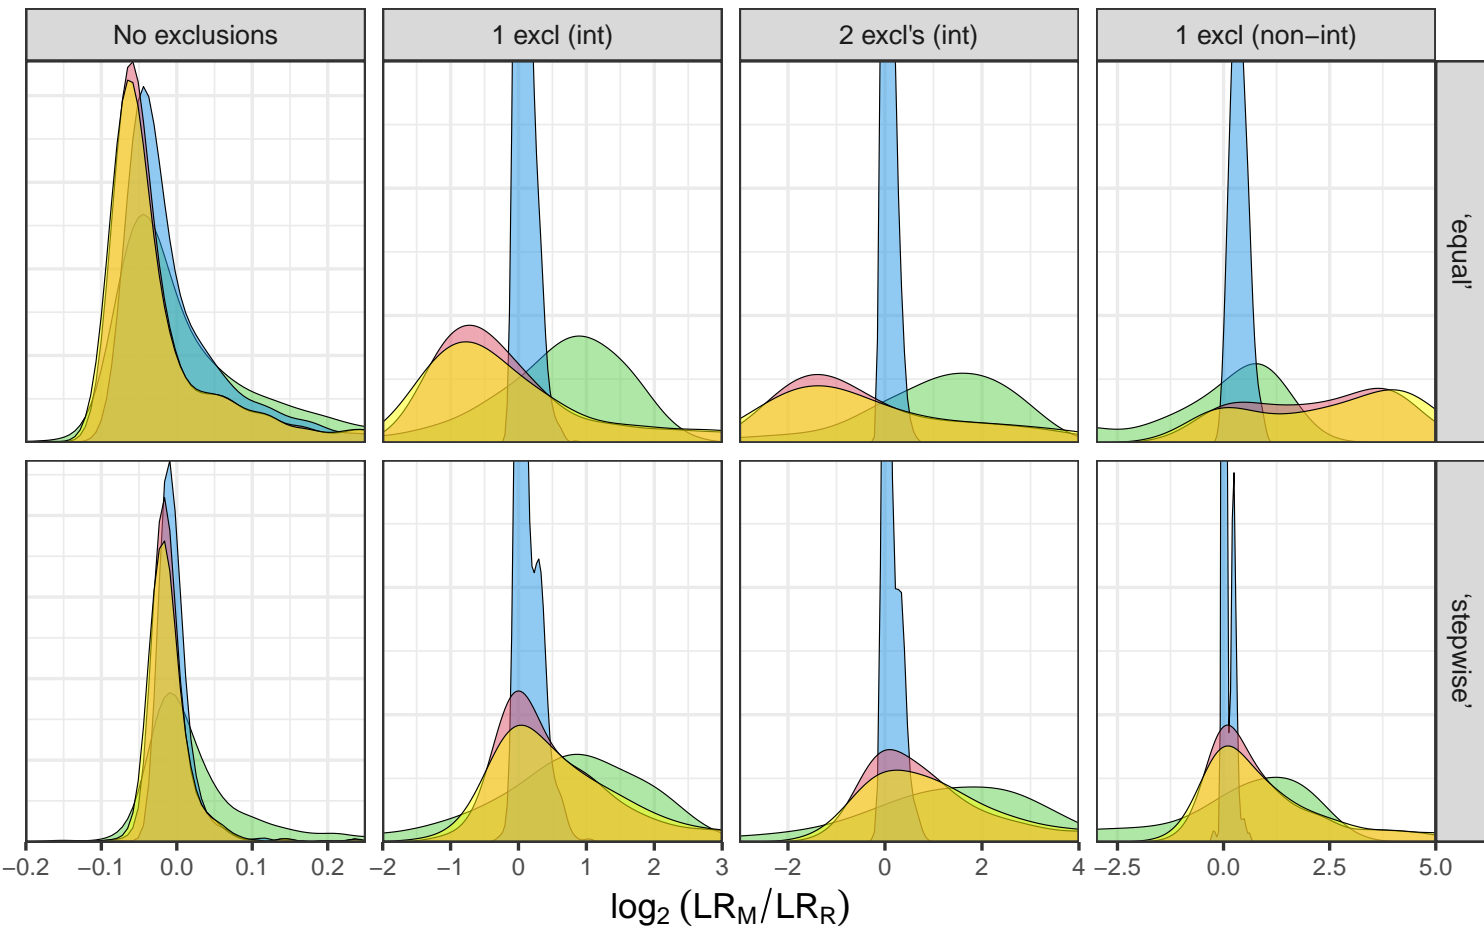 No exclusions
1 excl (int)
2 excl's (int)
1 excl (non−int)
‘equal’
‘stepwise’
−0.2 −0.1 0.0 0.1 0.2
−2 −1 0 1 2 3
−2 0 2 4
−2.5 0.0 2.5 5.0
log₂ (LR_M/LR_R)